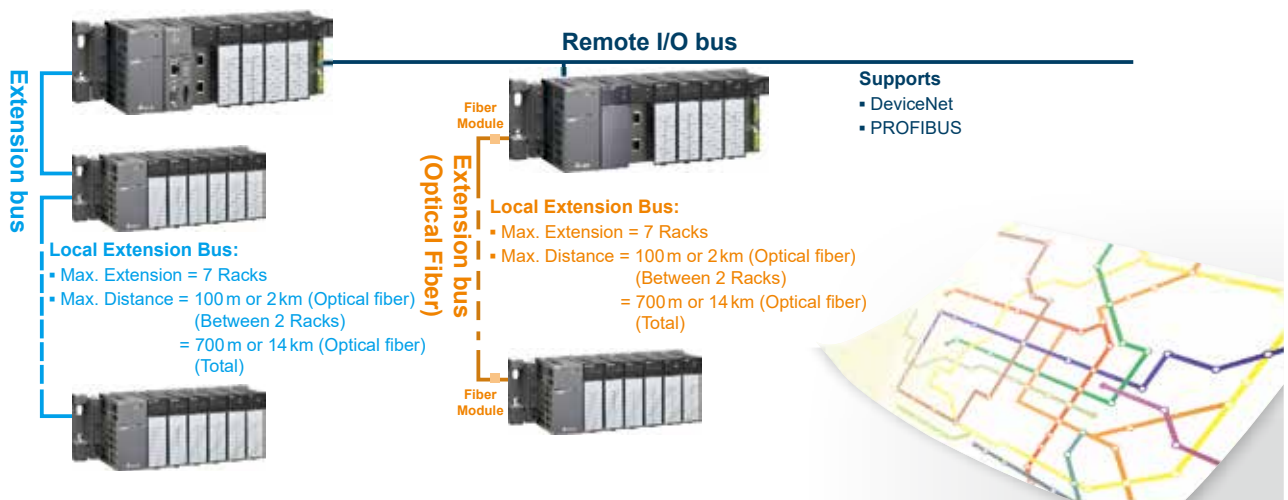 Remote I/O bus
Supports
▪ DeviceNet
▪ PROFIBUS
Extension bus
Local Extension Bus:
▪ Max. Extension = 7 Racks
▪ Max. Distance = 100 m or 2 km (Optical fiber)
(Between 2 Racks)
= 700 m or 14 km (Optical fiber)
(Total)
Fiber
Module
Extension bus
(Optical Fiber)
Local Extension Bus:
▪ Max. Extension = 7 Racks
▪ Max. Distance = 100 m or 2 km (Optical fiber)
(Between 2 Racks)
= 700 m or 14 km (Optical fiber)
(Total)
Fiber
Module